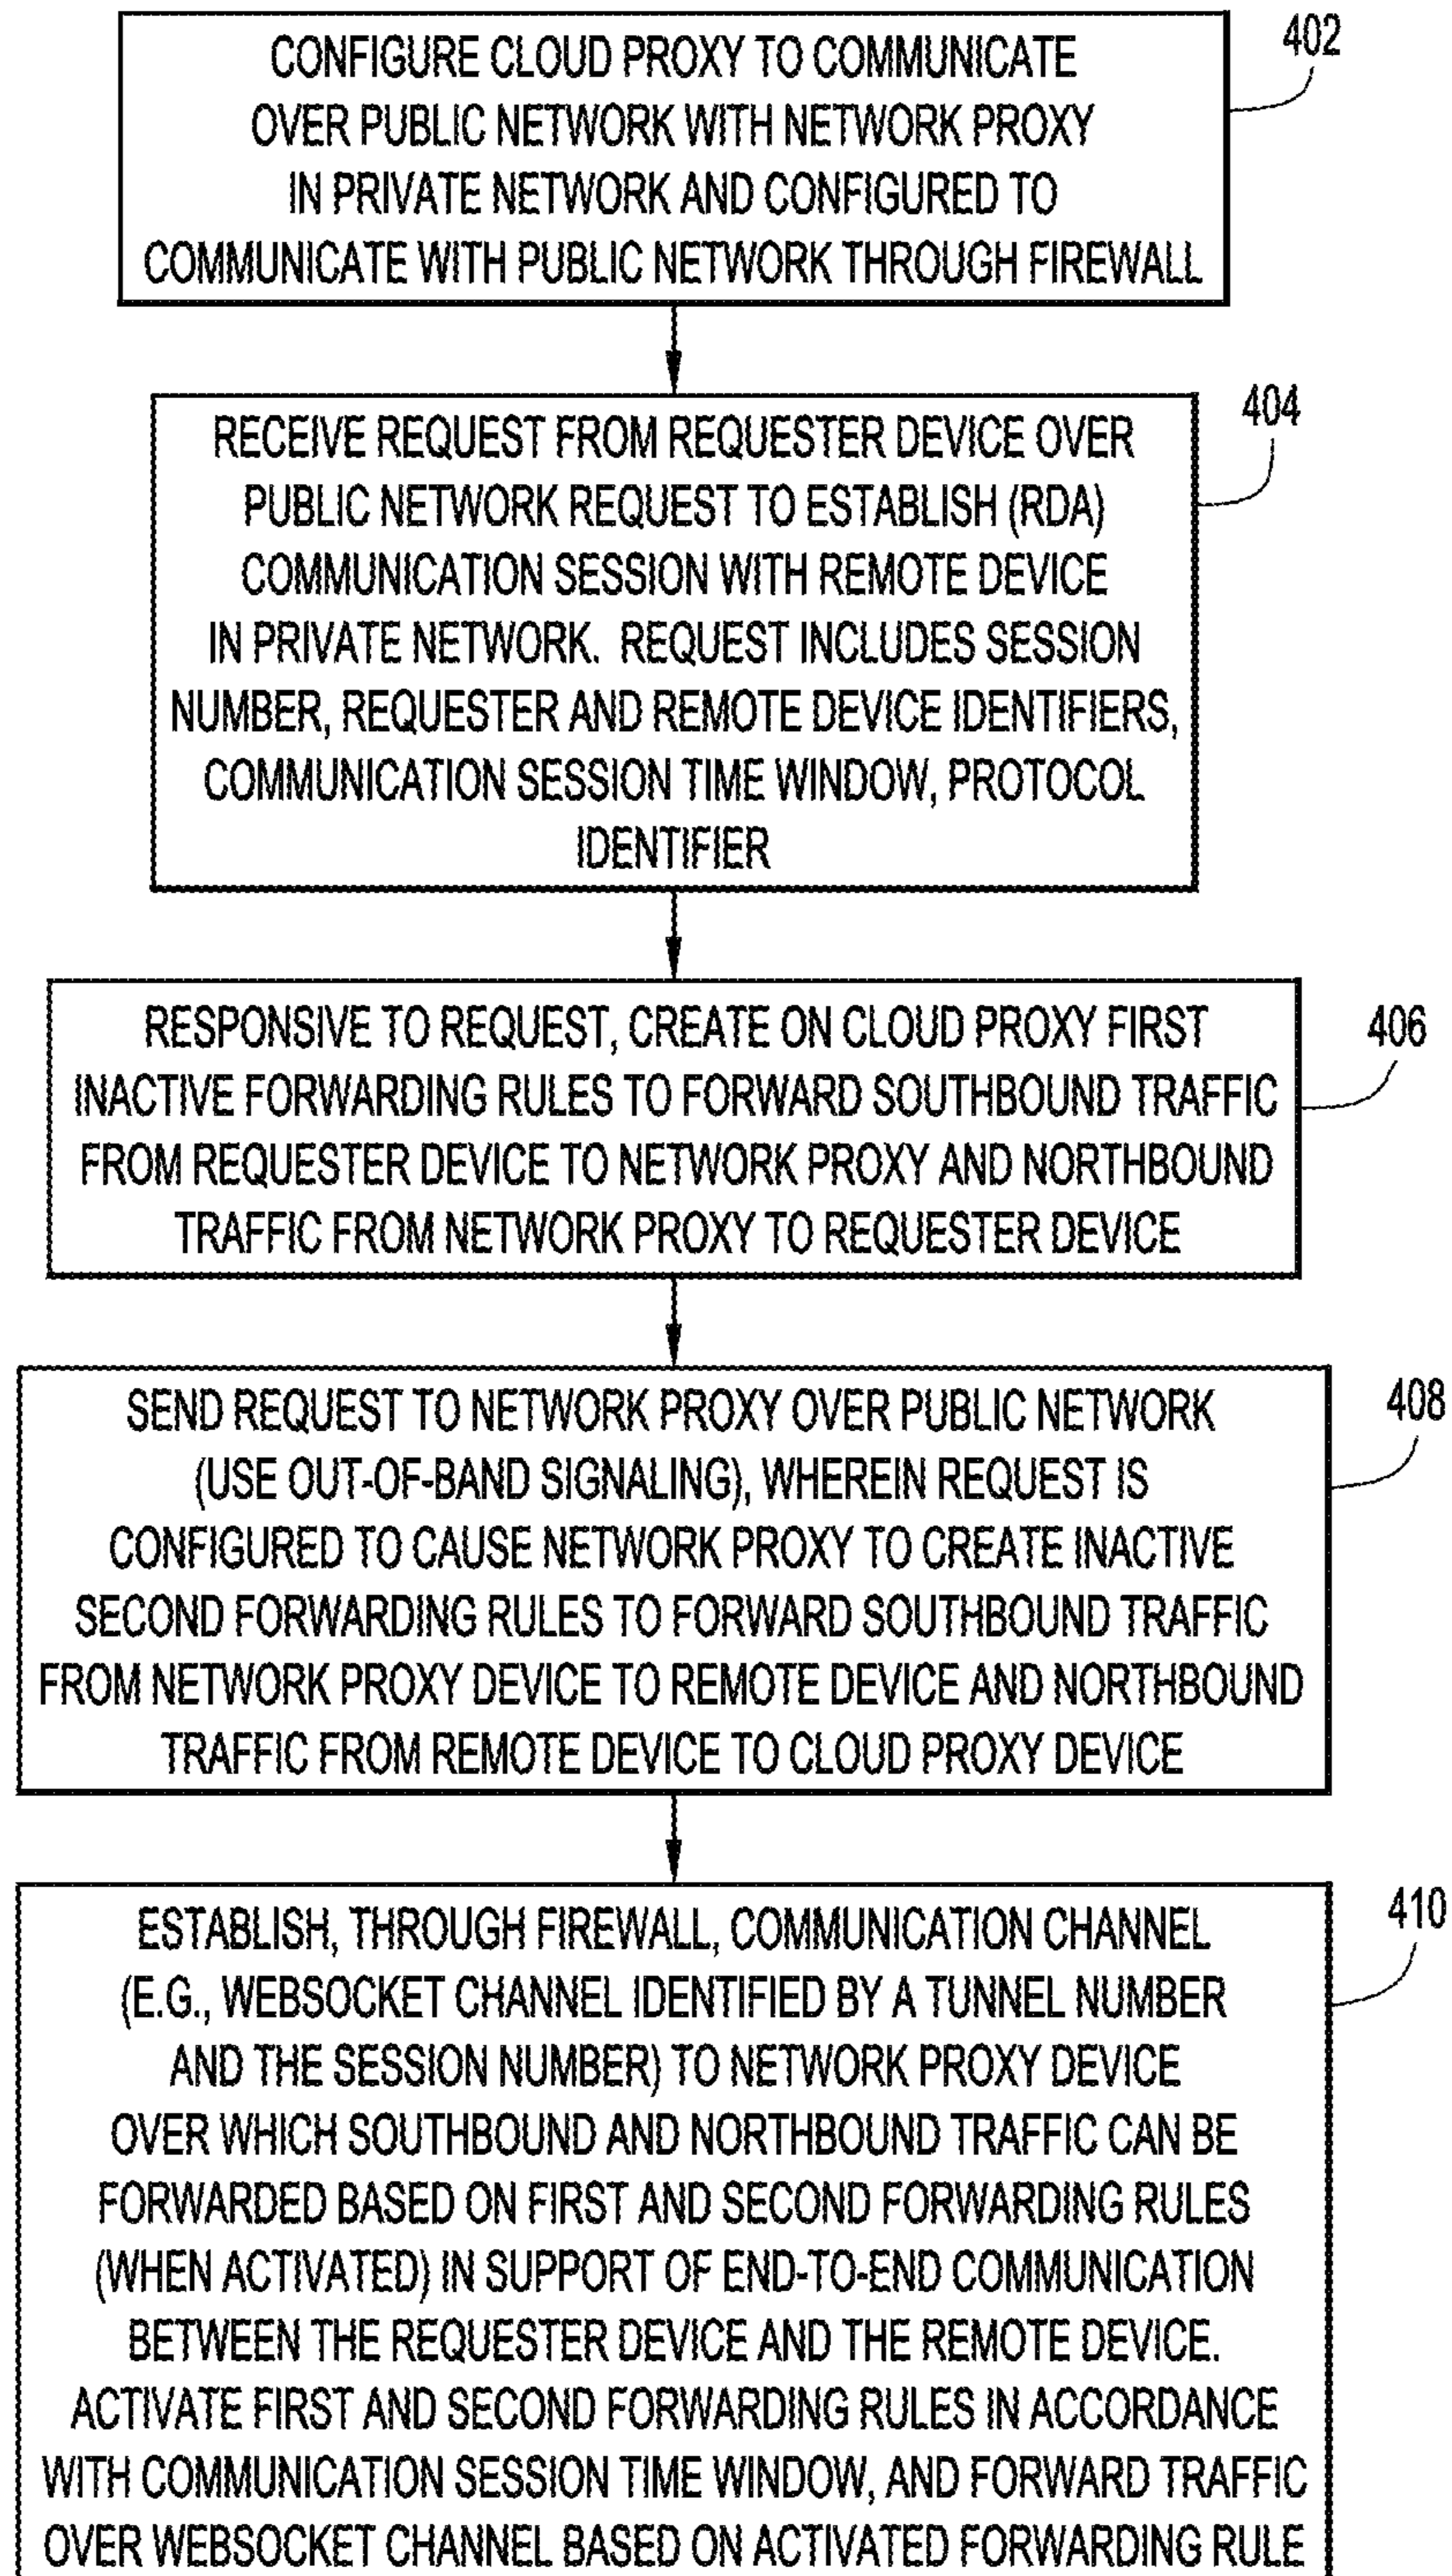 CONFIGURE CLOUD PROXY TO COMMUNICATE
OVER PUBLIC NETWORK WITH NETWORK PROXY
IN PRIVATE NETWORK AND CONFIGURED TO
COMMUNICATE WITH PUBLIC NETWORK THROUGH FIREWALL
402
RECEIVE REQUEST FROM REQUESTER DEVICE OVER
PUBLIC NETWORK REQUEST TO ESTABLISH (RDA)
COMMUNICATION SESSION WITH REMOTE DEVICE
IN PRIVATE NETWORK. REQUEST INCLUDES SESSION
NUMBER, REQUESTER AND REMOTE DEVICE IDENTIFIERS,
COMMUNICATION SESSION TIME WINDOW, PROTOCOL
IDENTIFIER
404
RESPONSIVE TO REQUEST, CREATE ON CLOUD PROXY FIRST
INACTIVE FORWARDING RULES TO FORWARD SOUTHBOUND TRAFFIC
FROM REQUESTER DEVICE TO NETWORK PROXY AND NORTHBOUND
TRAFFIC FROM NETWORK PROXY TO REQUESTER DEVICE
406
SEND REQUEST TO NETWORK PROXY OVER PUBLIC NETWORK
(USE OUT-OF-BAND SIGNALING), WHEREIN REQUEST IS
CONFIGURED TO CAUSE NETWORK PROXY TO CREATE INACTIVE
SECOND FORWARDING RULES TO FORWARD SOUTHBOUND TRAFFIC
FROM NETWORK PROXY DEVICE TO REMOTE DEVICE AND NORTHBOUND
TRAFFIC FROM REMOTE DEVICE TO CLOUD PROXY DEVICE
408
ESTABLISH, THROUGH FIREWALL, COMMUNICATION CHANNEL
(E.G., WEBSOCKET CHANNEL IDENTIFIED BY A TUNNEL NUMBER
AND THE SESSION NUMBER) TO NETWORK PROXY DEVICE
OVER WHICH SOUTHBOUND AND NORTHBOUND TRAFFIC CAN BE
FORWARDED BASED ON FIRST AND SECOND FORWARDING RULES
(WHEN ACTIVATED) IN SUPPORT OF END-TO-END COMMUNICATION
BETWEEN THE REQUESTER DEVICE AND THE REMOTE DEVICE.
ACTIVATE FIRST AND SECOND FORWARDING RULES IN ACCORDANCE
WITH COMMUNICATION SESSION TIME WINDOW, AND FORWARD TRAFFIC
OVER WEBSOCKET CHANNEL BASED ON ACTIVATED FORWARDING RULE
410